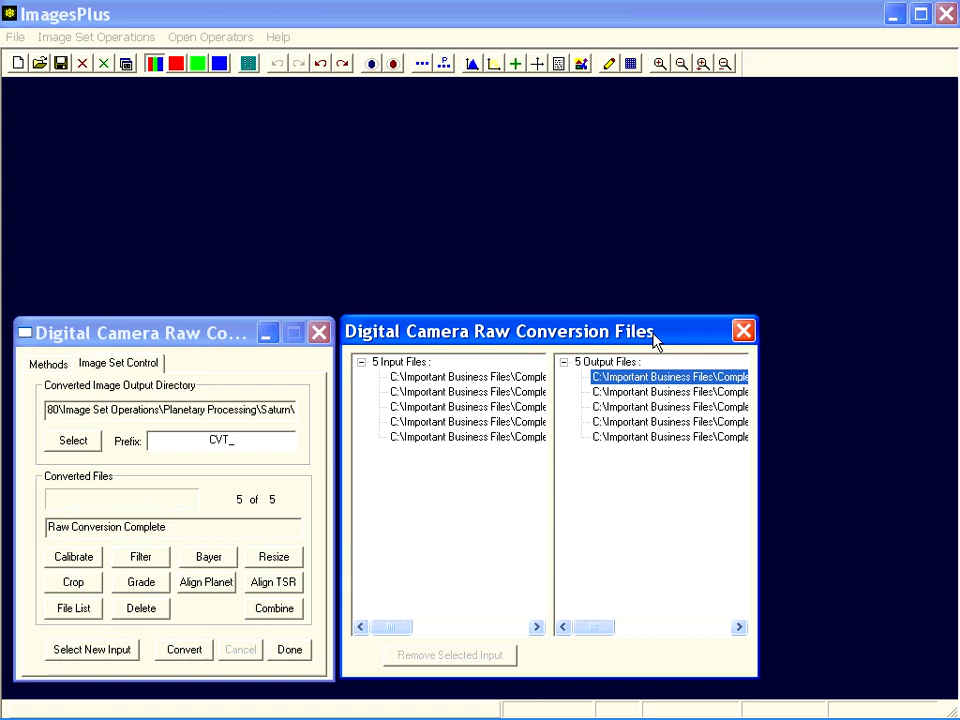 ImagesPlus
File Image Set Operations Open Operators Help
Digital Camera Raw Co...
Methods Image Set Control
Converted Image Output Directory
80\Image Set Operations\Planetary Processing\Saturn\
Select Prefix: CVT_
Converted Files
5 of 5
Raw Conversion Complete
Calibrate Filter Bayer Resize
Crop Grade Align Planet Align TSR
File List Delete Combine
Select New Input Convert Cancel Done
Digital Camera Raw Conversion Files
5 Input Files :
C:\Important Business Files\Comple
C:\Important Business Files\Comple
C:\Important Business Files\Comple
C:\Important Business Files\Comple
C:\Important Business Files\Comple
5 Output Files :
C:\Important Business Files\Comple
C:\Important Business Files\Comple
C:\Important Business Files\Comple
C:\Important Business Files\Comple
C:\Important Business Files\Comple
Remove Selected Input